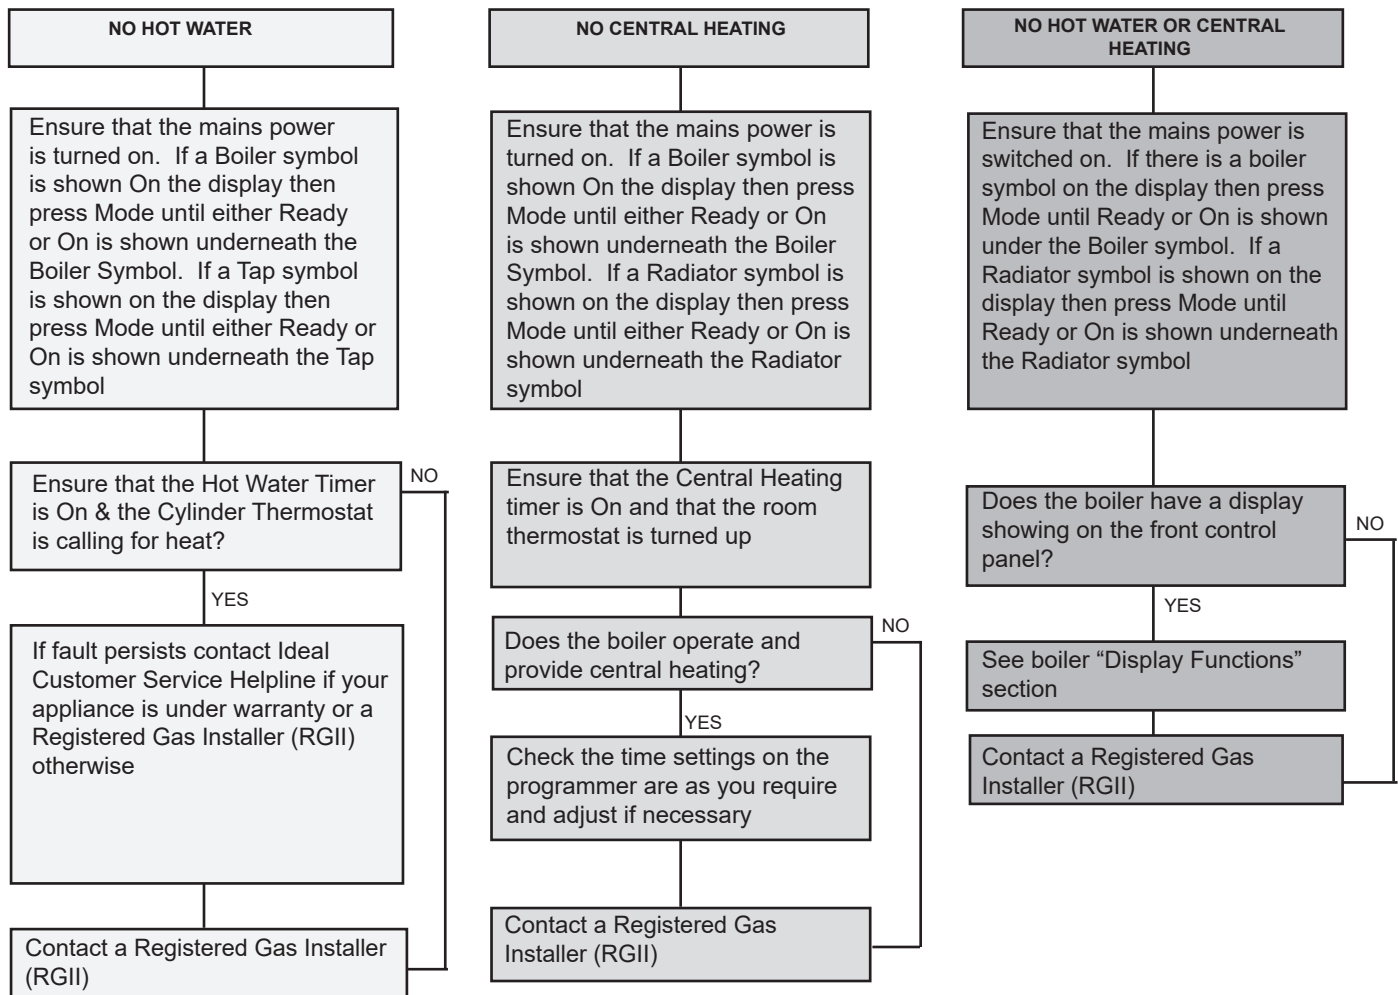 NO HOT WATER
Ensure that the mains power
is turned on. If a Boiler symbol
is shown On the display then
press Mode until either Ready
or On is shown underneath the
Boiler Symbol. If a Tap symbol
is shown on the display then
press Mode until either Ready or
On is shown underneath the Tap
symbol
Ensure that the Hot Water Timer
is On & the Cylinder Thermostat
is calling for heat?
NO
YES
If fault persists contact Ideal
Customer Service Helpline if your
appliance is under warranty or a
Registered Gas Installer (RGII)
otherwise
Contact a Registered Gas Installer
(RGII)
NO CENTRAL HEATING
Ensure that the mains power is
turned on. If a Boiler symbol is
shown On the display then press
Mode until either Ready or On
is shown underneath the Boiler
Symbol. If a Radiator symbol is
shown on the display then press
Mode until either Ready or On is
shown underneath the Radiator
symbol
Ensure that the Central Heating
timer is On and that the room
thermostat is turned up
Does the boiler operate and
provide central heating?
NO
YES
Check the time settings on the
programmer are as you require
and adjust if necessary
Contact a Registered Gas
Installer (RGII)
NO HOT WATER OR CENTRAL
HEATING
Ensure that the mains power is
switched on. If there is a boiler
symbol on the display then press
Mode until Ready or On is shown
under the Boiler symbol. If a
Radiator symbol is shown on the
display then press Mode until
Ready or On is shown underneath
the Radiator symbol
Does the boiler have a display
showing on the front control
panel?
NO
YES
See boiler “Display Functions”
section
Contact a Registered Gas
Installer (RGII)